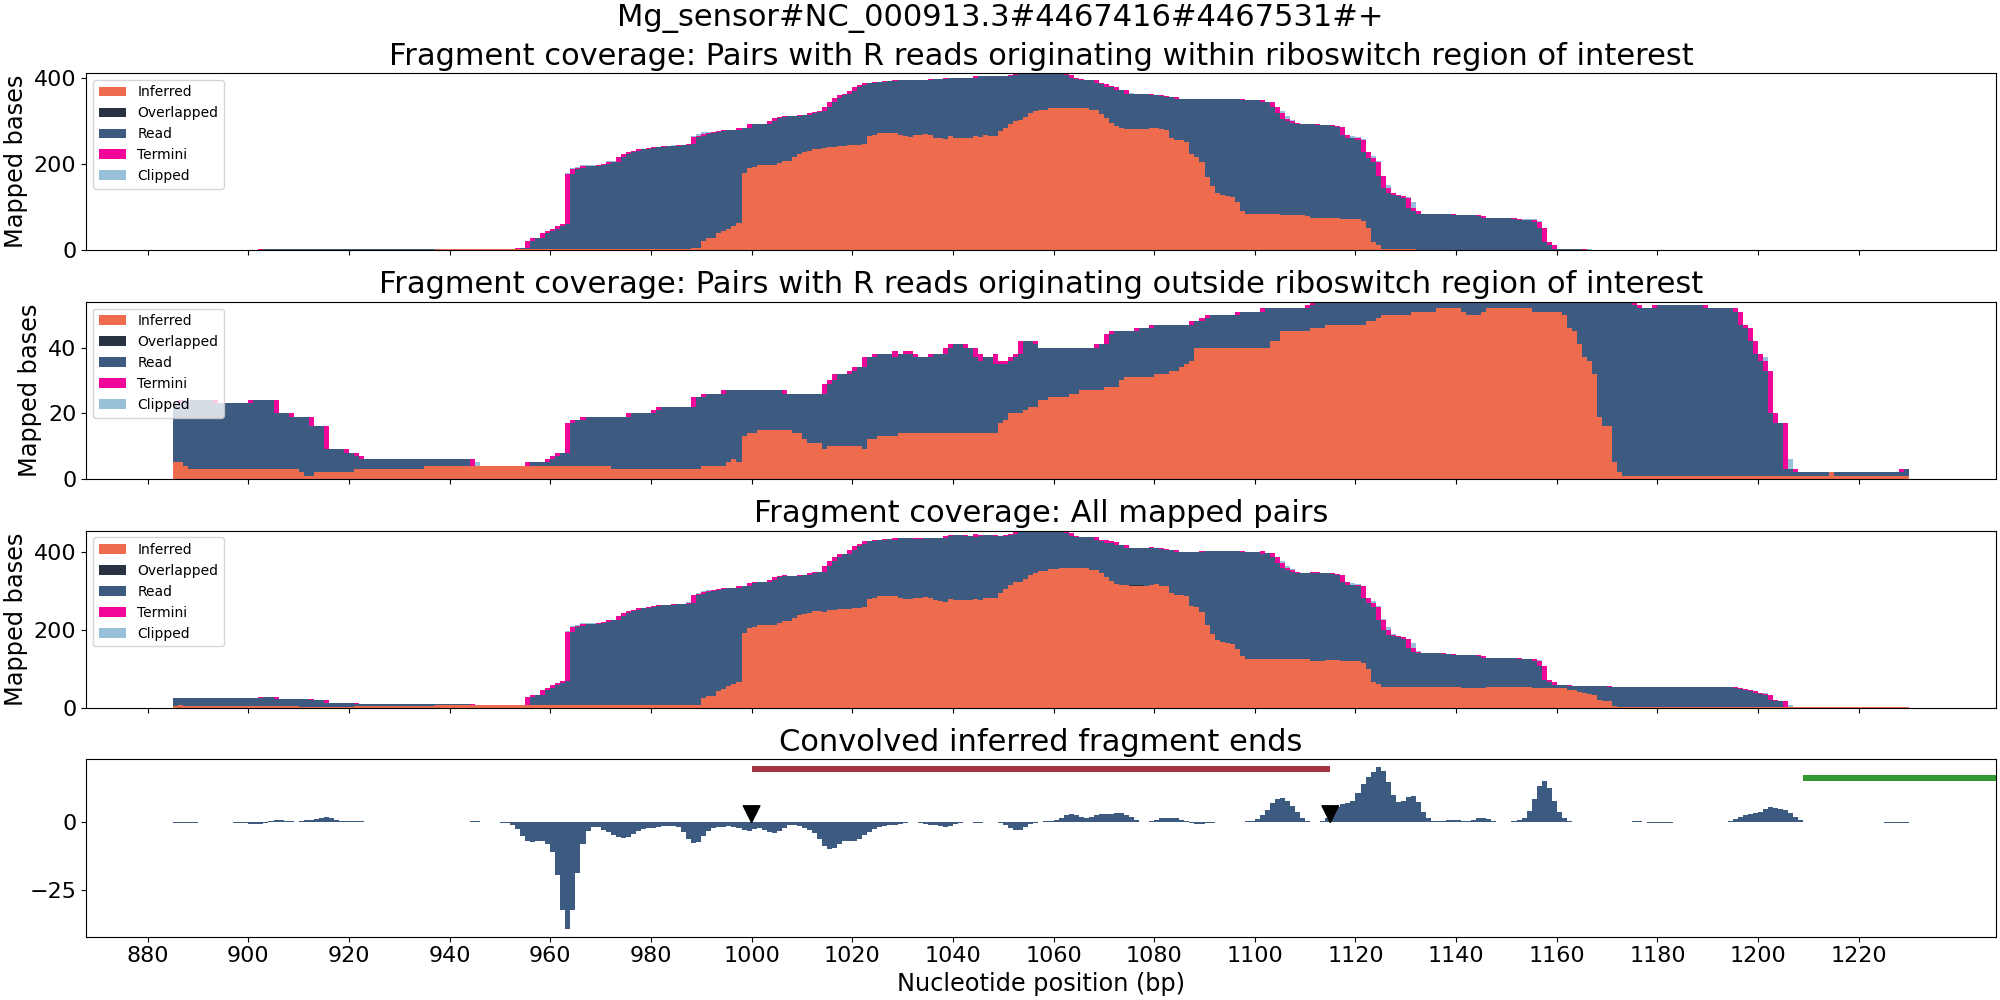 Mg_sensor#NC_000913.3#4467416#4467531#+
Fragment coverage: Pairs with R reads originating within riboswitch region of interest
Mapped bases
400
200
0
Inferred
Overlapped
Read
Termini
Clipped
Fragment coverage: Pairs with R reads originating outside riboswitch region of interest
Mapped bases
40
20
0
Inferred
Overlapped
Read
Termini
Clipped
Fragment coverage: All mapped pairs
Mapped bases
400
200
0
Inferred
Overlapped
Read
Termini
Clipped
Convolved inferred fragment ends
0
−25
880 900 920 940 960 980 1000 1020 1040 1060 1080 1100 1120 1140 1160 1180 1200 1220
Nucleotide position (bp)